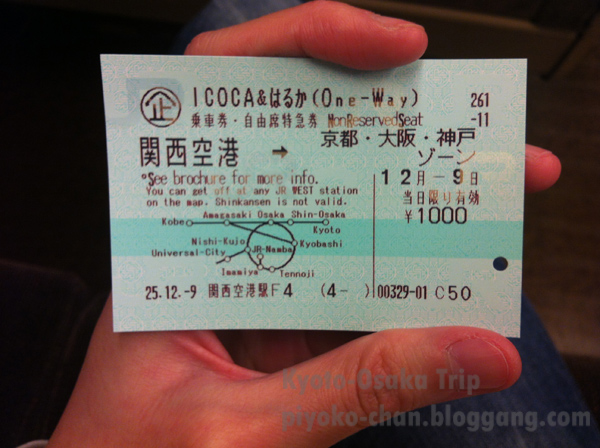 企 ICOCA&はるか(One-Way) 261
乗車券・自由席特急券 NonReservedSeat -11
関西空港 → 京都・大阪・神戸
ゾーン
°See brochure for more info. 12月-9日
You can get off at any JR WEST station 当日限り有効
on the map. Shinkansen is not valid. ¥1000
Amagasaki Osaka Shin-Osaka
Kobe Kyoto
Nishi-Kujo Kyobashi
Universal-City JR-Namba
Imamiya Tennoji
25.12.-9 関西空港駅F4 (4- ) 00329-01 C50
Kyoto-Osaka Trip
piyoko-chan.bloggang.com